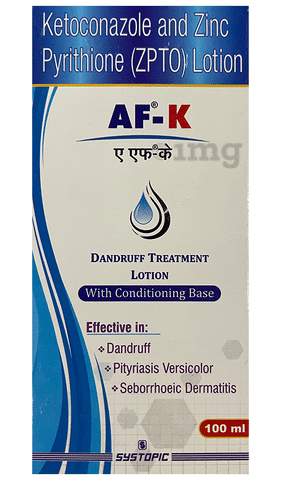 Ketoconazole and Zinc
Pyrithione (ZPTO) Lotion
AF®-K
ए एफ®-के
1mg
DANDRUFF TREATMENT
LOTION
With Conditioning Base
Effective in:
❖Dandruff
❖Pityriasis Versicolor
❖Seborrhoeic Dermatitis
100 ml
SYSTOPIC